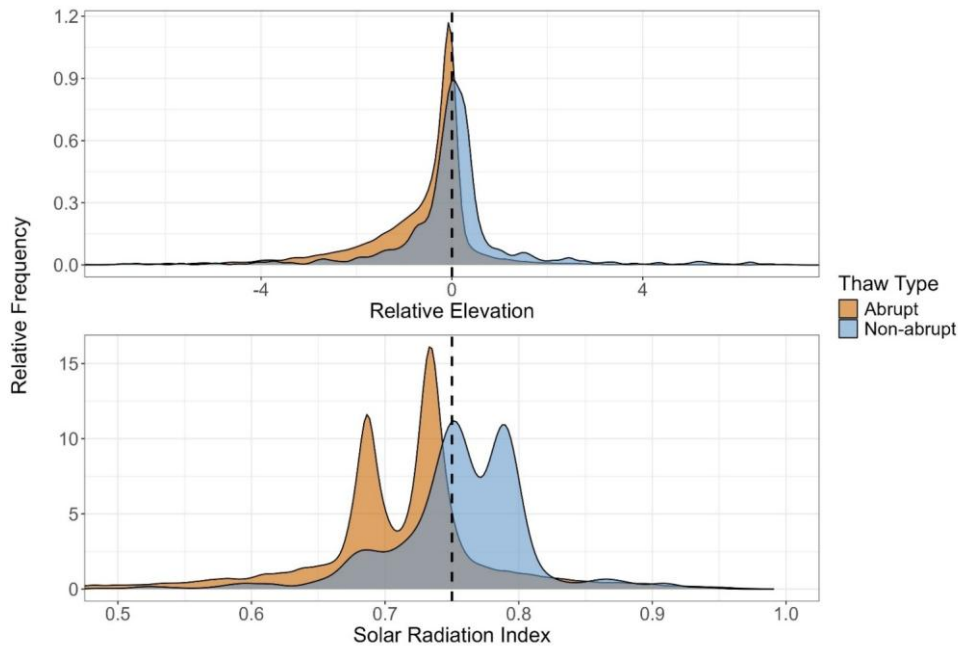 1.2
0.9
0.6
0.3
0.0
-4 0 4
Relative Elevation
Relative Frequency
15
10
5
0
0.5 0.6 0.7 0.8 0.9 1.0
Solar Radiation Index
Thaw Type
Abrupt
Non-abrupt